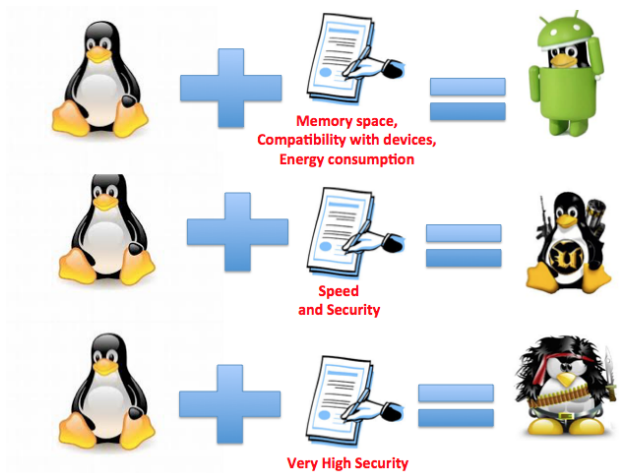 Memory space,
Compatibility with devices,
Energy consumption
Speed
and Security
Very High Security